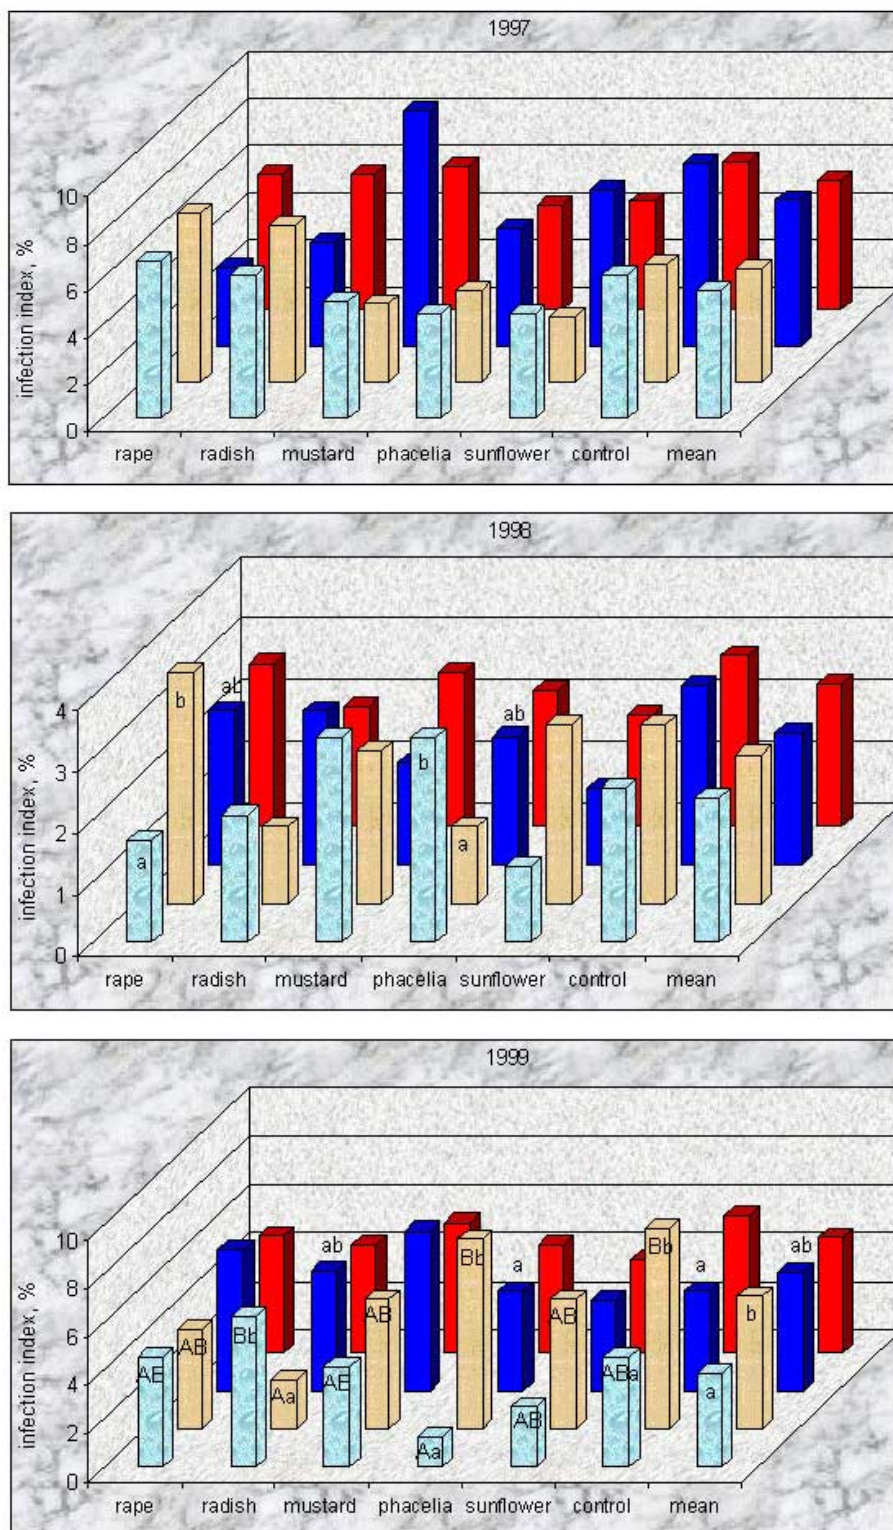 1997
10
8
6
4
2
0
infection index, %
rape radish mustard phacelia sunflower control mean
1998
4
3
2
1
0
infection index, %
b
ab
ab
b
a
a
rape radish mustard phacelia sunflower control mean
1999
10
8
6
4
2
0
infection index, %
ab
a
Bb
Bb
a
ab
AB
Bb
AB
AB
b
AB
Aa
AB
ABa
a
Aa
AB
rape radish mustard phacelia sunflower control mean